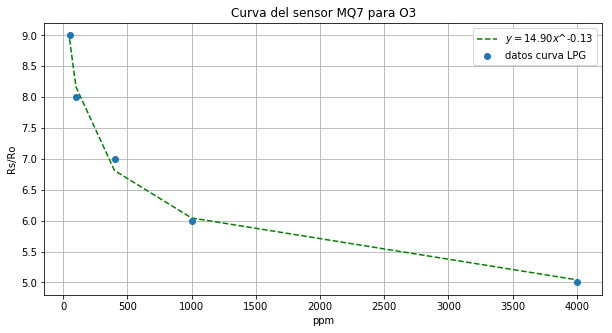 Curva del sensor MQ7 para O3
y = 14.90x^-0.13
datos curva LPG
Rs/Ro
9.0
8.5
8.0
7.5
7.0
6.5
6.0
5.5
5.0
0 500 1000 1500 2000 2500 3000 3500 4000
ppm